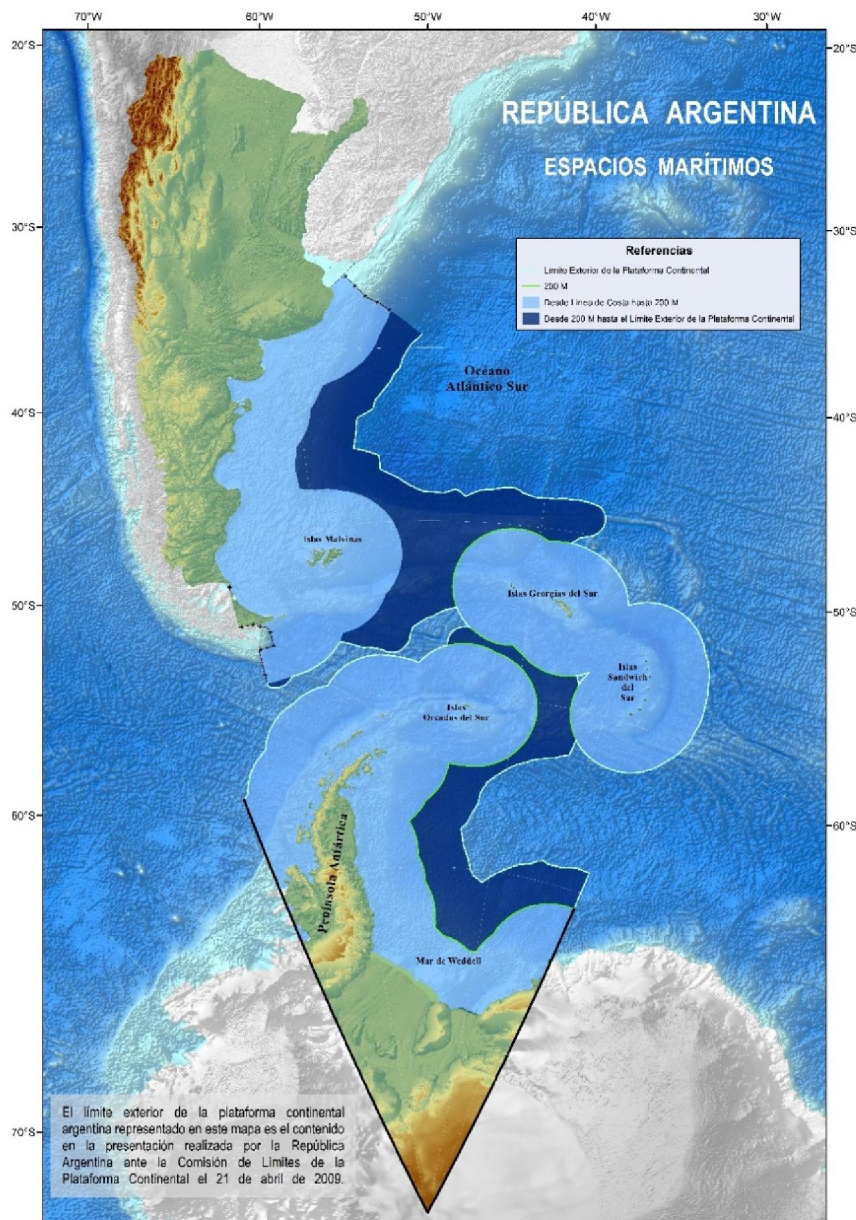 70°W 60°W 50°W 40°W 30°W
20°S 20°S
REPÚBLICA ARGENTINA
ESPACIOS MARÍTIMOS
30°S 30°S
Referencias
Límite Exterior de la Plataforma Continental
200 M
Desde Línea de Costa hasta 200 M
Desde 200 M hasta el Límite Exterior de la Plataforma Continental
Océano
Atlántico Sur
40°S 40°S
Islas Malvinas
Islas Georgias del Sur
50°S 50°S
Islas
Sandwich
del
Sur
Islas
Orcadas del Sur
60°S 60°S
Península Antártica
Mar de Weddell
El límite exterior de la plataforma continental
argentina representado en este mapa es el contenido
en la presentación realizada por la República
Argentina ante la Comisión de Límites de la
Plataforma Continental el 21 de abril de 2009.
70°S 70°S